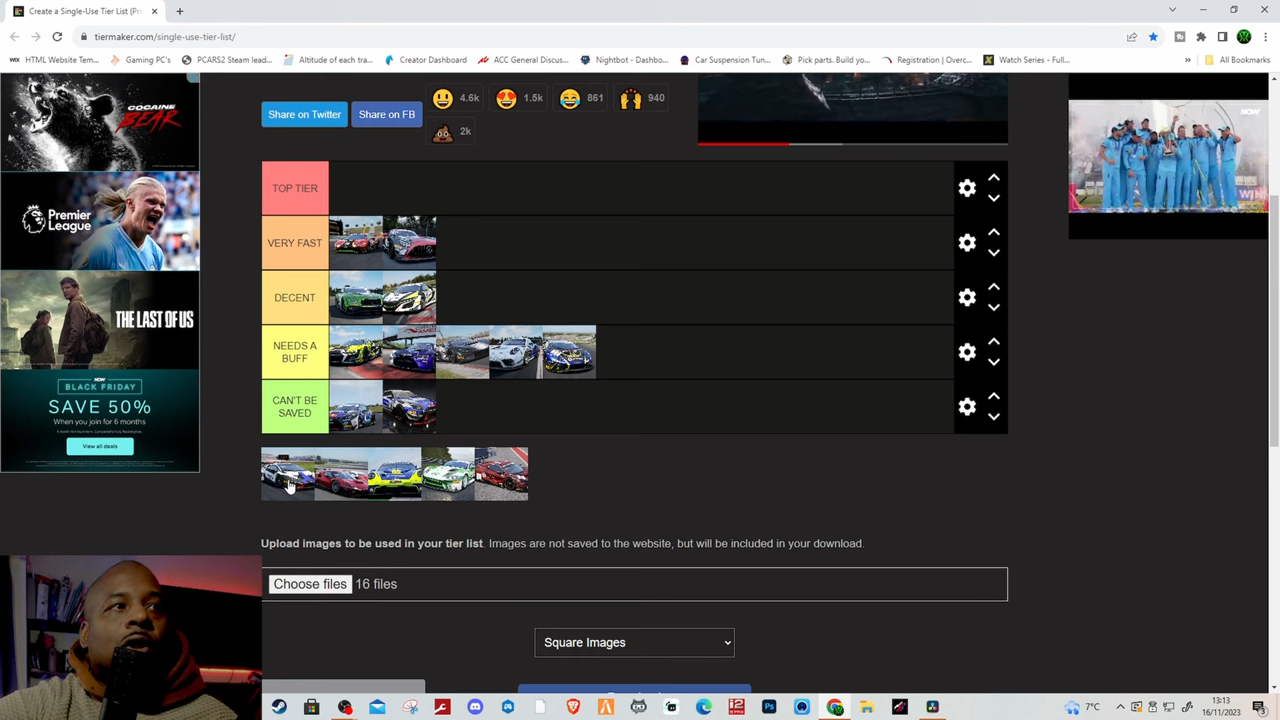 Create a Single-Use Tier List (Pr
tiermaker.com/single-use-tier-list/
WIX HTML Website Tem... Gaming PC's PCARS2 Steam lead... Altitude of each tra... Creator Dashboard ACC General Discus... Nightbot - Dashbo... Car Suspension Tun... Pick parts. Build yo... Registration | Overc... Watch Series - Full... » All Bookmarks
COCAINE
BEAR
Share on Twitter Share on FB 4.6k 1.5k 861 940
2k
NOW
TOP TIER
Premier
League
VERY FAST
DECENT
THE LAST OF US
NEEDS A
BUFF
NOW
BLACK FRIDAY
SAVE 50%
When you join for 6 months
View all deals
CAN'T BE
SAVED
Upload images to be used in your tier list. Images are not saved to the website, but will be included in your download.
Choose files 16 files
Square Images
7°C
13:13
16/11/2023